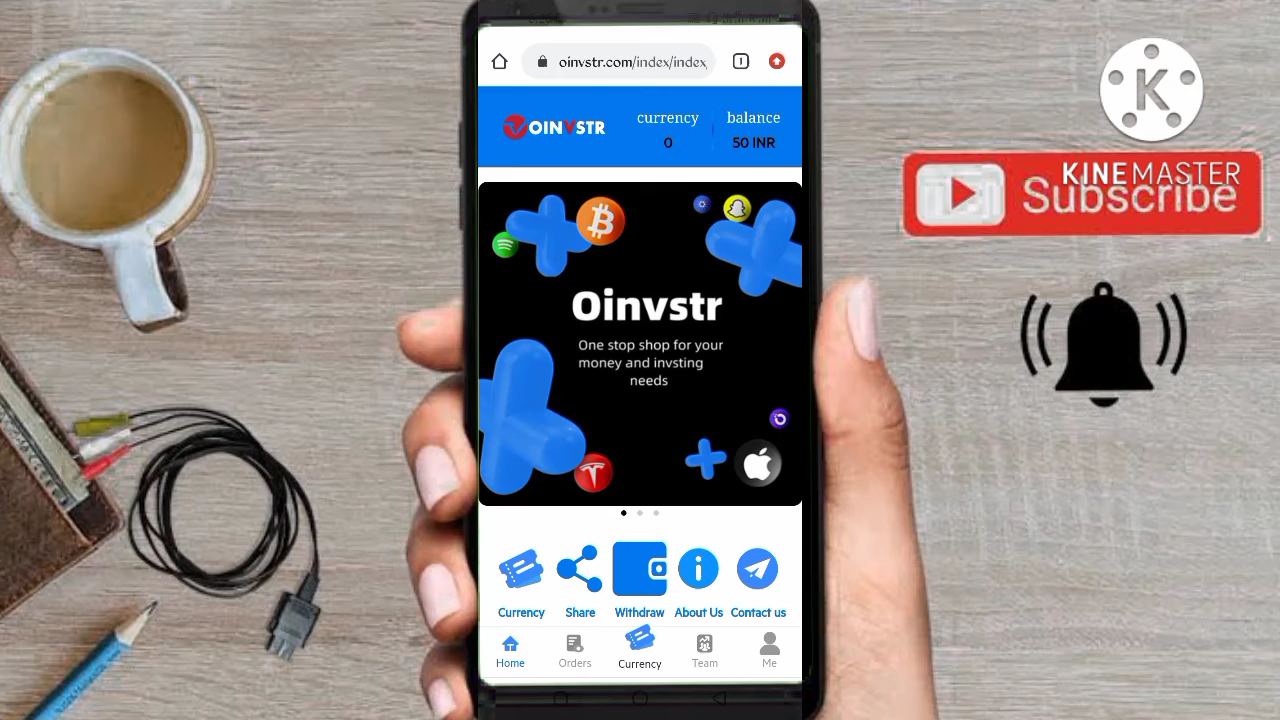 oinvstr.com/index/index
OINVSTR
currency
0
balance
50 INR
Oinvstr
One stop shop for your
money and invsting
needs
Currency
Share
Withdraw
About Us
Contact us
Home
Orders
Currency
Team
Me
K
KINEMASTER
Subscribe